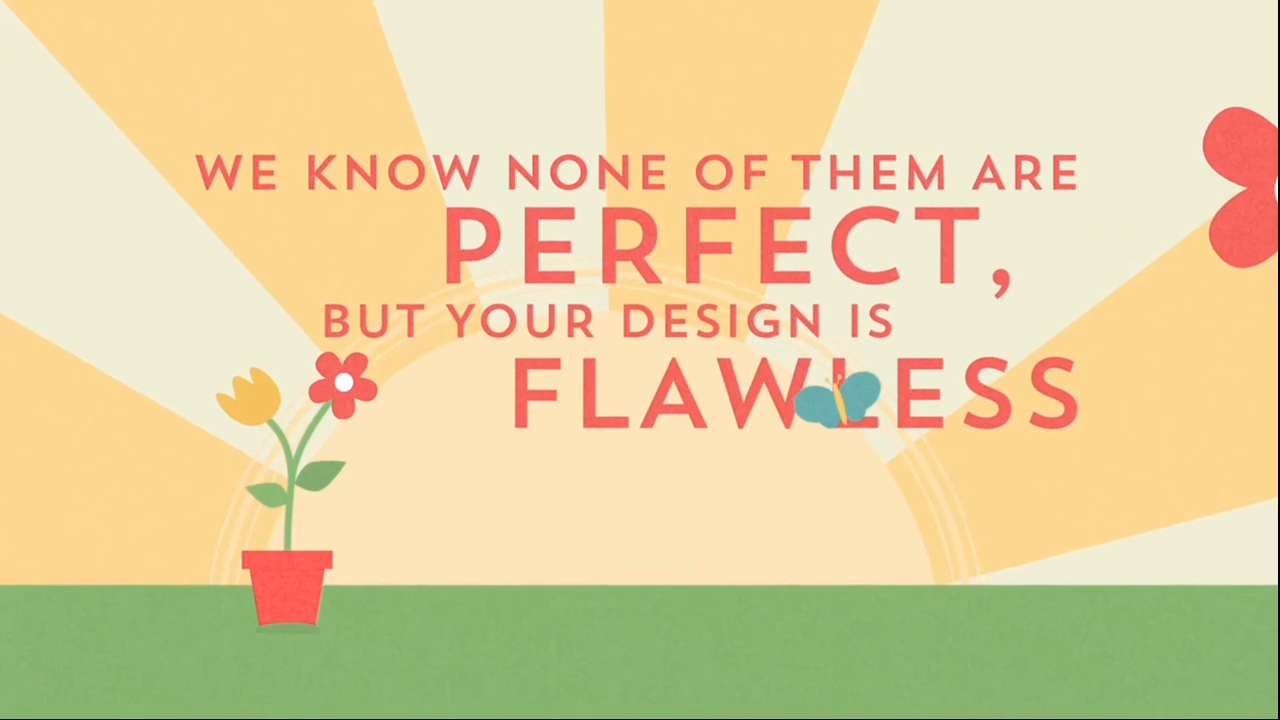 WE KNOW NONE OF THEM ARE
PERFECT,
BUT YOUR DESIGN IS
FLAWLESS